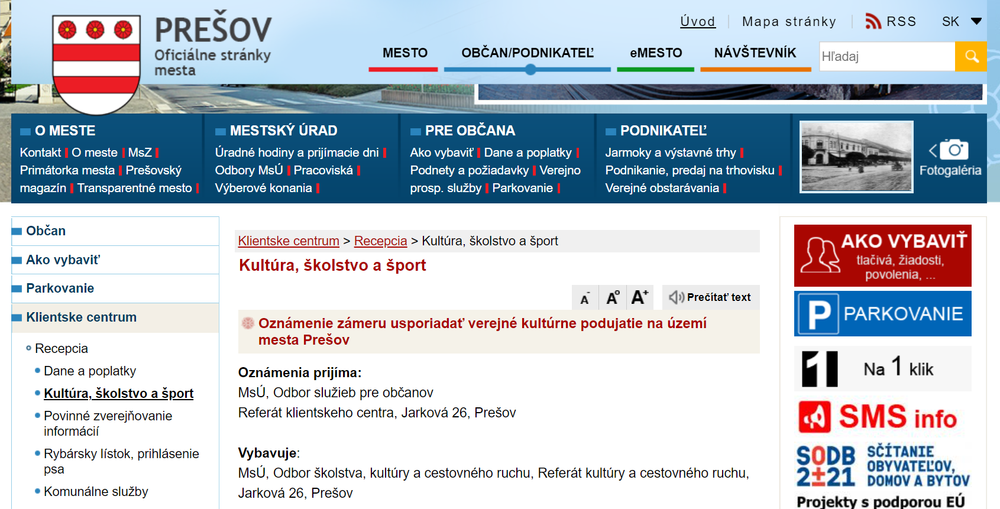 PREŠOV
Oficiálne stránky
mesta
Úvod
Mapa stránky
RSS
SK
MESTO
OBČAN/PODNIKATEĽ
eMESTO
NÁVŠTEVNÍK
Hľadaj
O MESTE
Kontakt O meste MsZ
Primátorka mesta Prešovský
magazín Transparentné mesto
MESTSKÝ ÚRAD
Úradné hodiny a prijímacie dni
Odbory MsÚ Pracoviská
Výberové konania
PRE OBČANA
Ako vybaviť Dane a poplatky
Podnety a požiadavky Verejno
prosp. služby Parkovanie
PODNIKATEĽ
Jarmoky a výstavné trhy
Podnikanie, predaj na trhovisku
Verejné obstarávania
Fotogaléria
Občan
Ako vybaviť
Parkovanie
Klientske centrum
Recepcia
Dane a poplatky
Kultúra, školstvo a šport
Povinné zverejňovanie
informácií
Rybársky lístok, prihlásenie
psa
Komunálne služby
Klientske centrum > Recepcia > Kultúra, školstvo a šport
Kultúra, školstvo a šport
A- Aº A+ Prečítať text
Oznámenie zámeru usporiadať verejné kultúrne podujatie na území
mesta Prešov
Oznámenia prijíma:
MsÚ, Odbor služieb pre občanov
Referát klientskeho centra, Jarková 26, Prešov
Vybavuje:
MsÚ, Odbor školstva, kultúry a cestovného ruchu, Referát kultúry a cestovného ruchu,
Jarková 26, Prešov
AKO VYBAVIŤ
tlačivá, žiadosti,
povolenia, ...
P PARKOVANIE
1 Na 1 klik
SMS info
SODB
2±21
SČÍTANIE
OBYVATEĽOV,
DOMOV A BYTOV
Projekty s podporou EÚ